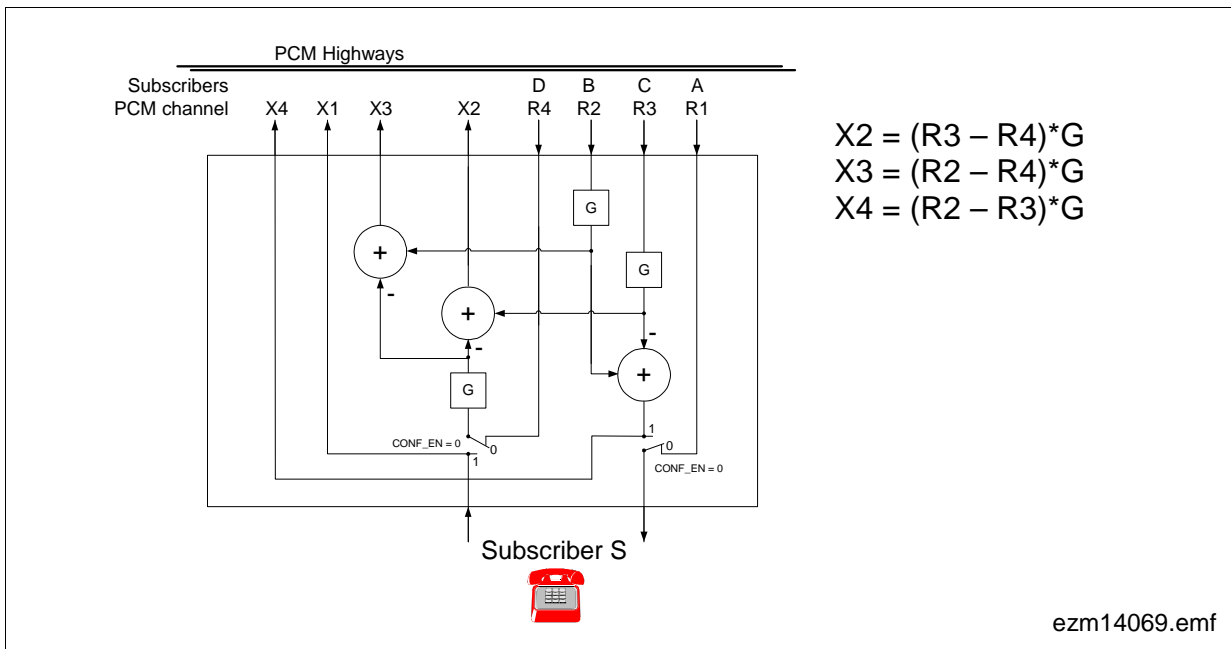 PCM Highways
Subscribers D B C A
PCM channel X4 X1 X3 X2 R4 R2 R3 R1
X2 = (R3 – R4)*G
X3 = (R2 – R4)*G
X4 = (R2 – R3)*G
G
G
+
-
+
-
-
+
G
CONF_EN = 0
0
1
1
0
CONF_EN = 0
Subscriber S
ezm14069.emf